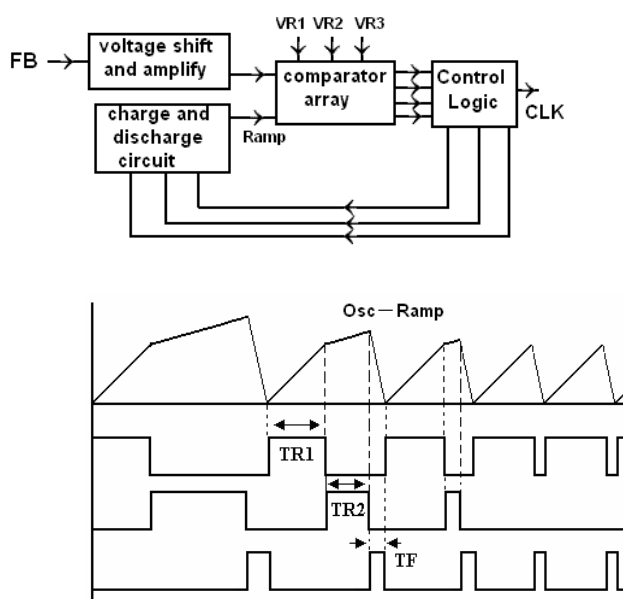 VR1 VR2 VR3
FB
voltage shift
and amplify
comparator
array
Control
Logic
CLK
charge and
discharge
circuit
Ramp
Osc—Ramp
TR1
TR2
TF